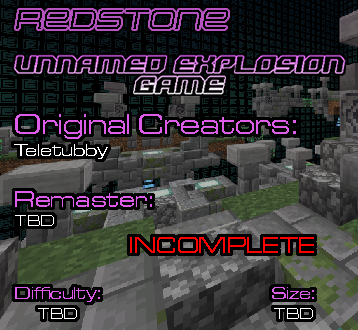 REDSTONE
UNNAMED EXPLOSION
GAME
Original Creators:
Teletubby
Remaster:
TBD
INCOMPLETE
Difficulty:
TBD
Size:
TBD